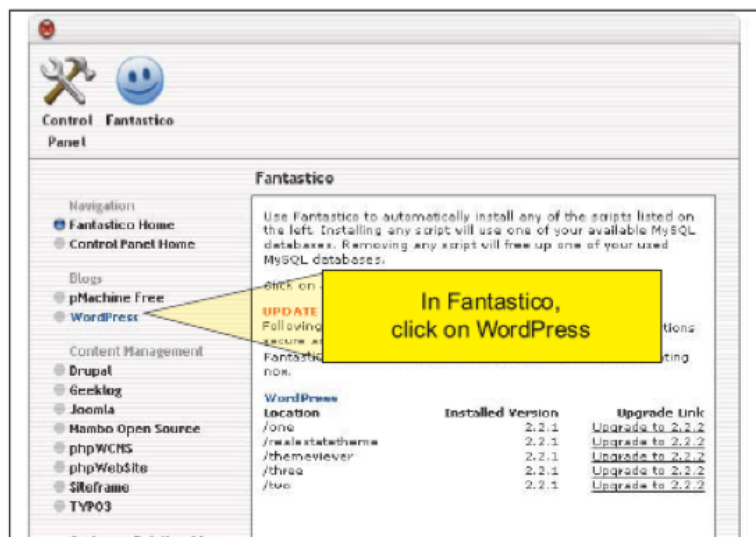 Control Fantastico
Panel
Fantastico
Navigation
Fantastico Home
Control Panel Home
Blogs
pMachine Free
WordPress
Content Management
Drupal
Geeklog
Joomla
Mambo Open Source
phpWCMS
phpWebSite
Siteframe
TYPO3
Use Fantastico to automatically install any of the scripts listed on
the left. Installing any script will use one of your available MySQL
databases. Removing any script will free up one of your used
MySQL databases.
Click on
UPDATE
Following
secure
Fantastic
now.
In Fantastico,
click on WordPress
WordPress
Location Installed Version Upgrade Link
/one 2.2.1 Upgrade to 2.2.2
/realestatetheme 2.2.1 Upgrade to 2.2.2
/themeviewer 2.2.1 Upgrade to 2.2.2
/three 2.2.1 Upgrade to 2.2.2
/two 2.2.1 Upgrade to 2.2.2